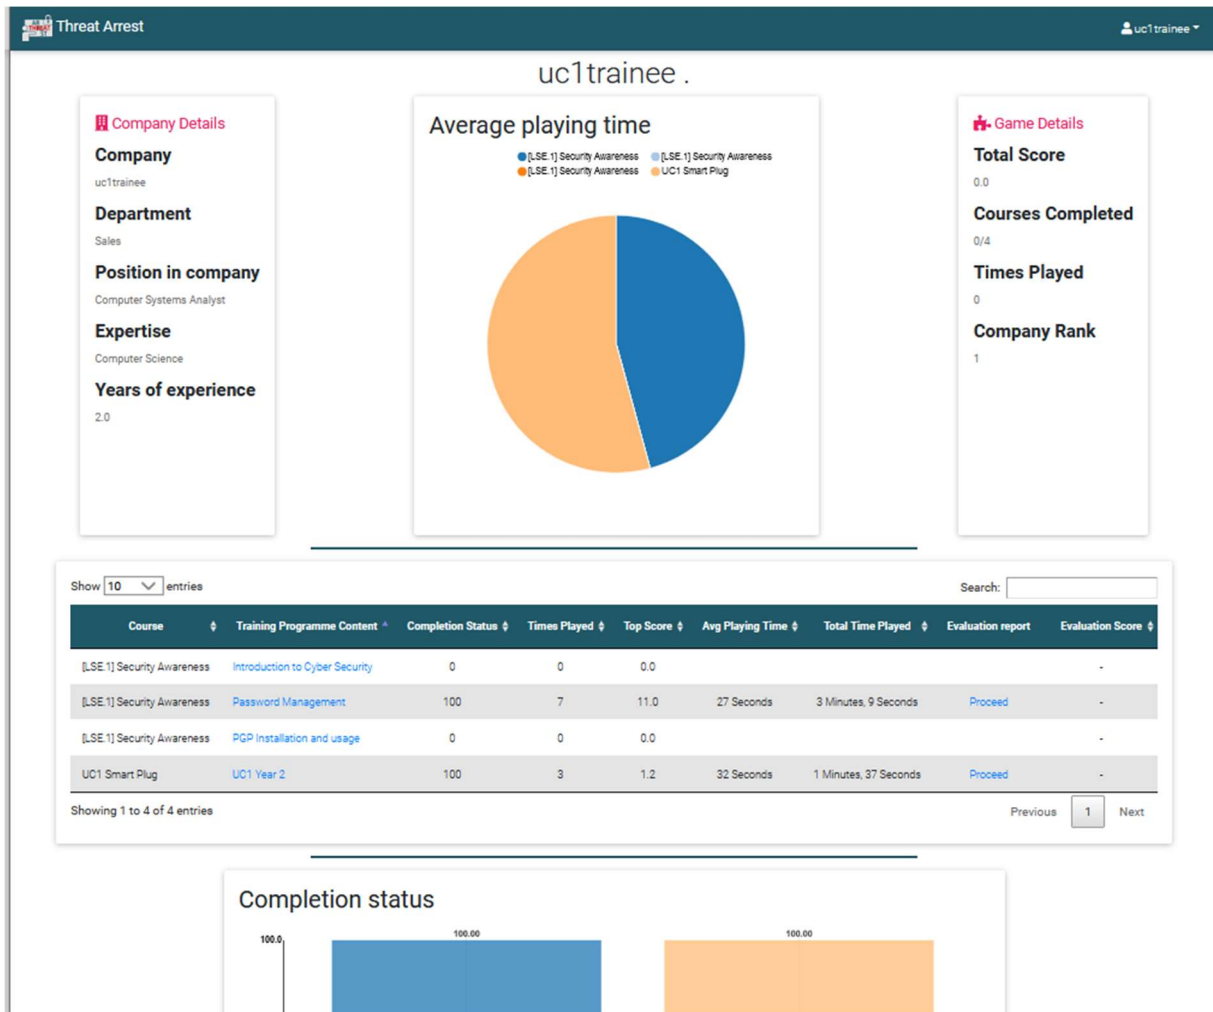 Threat Arrest
uc1trainee
uc1trainee .
Company Details
Company
uc1trainee
Department
Sales
Position in company
Computer Systems Analyst
Expertise
Computer Science
Years of experience
2.0
Average playing time
[LSE.1] Security Awareness [LSE.1] Security Awareness
[LSE.1] Security Awareness UC1 Smart Plug
Game Details
Total Score
0.0
Courses Completed
0/4
Times Played
0
Company Rank
1
Show 10 entries
Search:
Course Training Programme Content Completion Status Times Played Top Score Avg Playing Time Total Time Played Evaluation report Evaluation Score
[LSE.1] Security Awareness Introduction to Cyber Security 0 0 0.0 -
[LSE.1] Security Awareness Password Management 100 7 11.0 27 Seconds 3 Minutes, 9 Seconds Proceed -
[LSE.1] Security Awareness PGP Installation and usage 0 0 0.0 -
UC1 Smart Plug UC1 Year 2 100 3 1.2 32 Seconds 1 Minutes, 37 Seconds Proceed -
Showing 1 to 4 of 4 entries
Previous 1 Next
Completion status
100.0 100.00 100.00